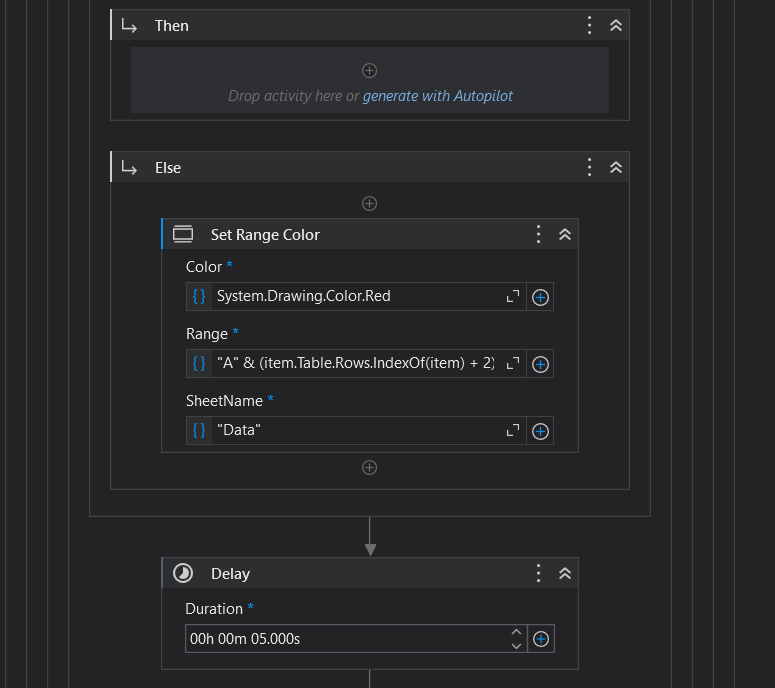 Then
Drop activity here or generate with Autopilot
Else
Set Range Color
Color *
{} System.Drawing.Color.Red
Range *
{} "A" & (item.Table.Rows.IndexOf(item) + 2)
SheetName *
{} "Data"
Delay
Duration *
00h 00m 05.000s